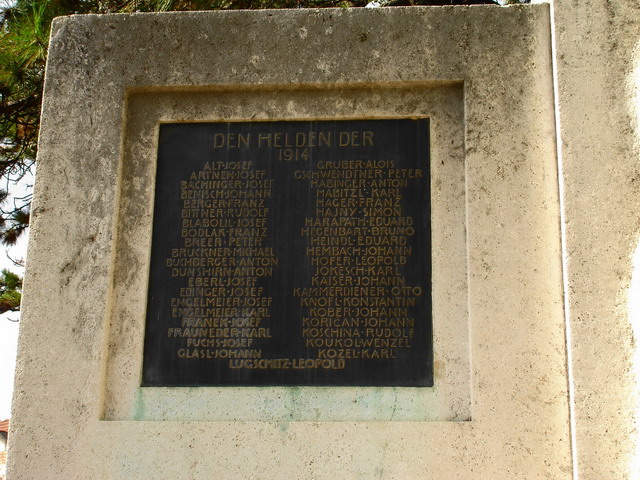 DEN HELDEN DER
1914
ALT·JOSEF
ARTNER·JOSEF
BACHINGER·JOSEF
BENISCH·JOHANN
BERGER·FRANZ
BITTNER·RUDOLF
BLABOLIL·JOSEF
BODLAK·FRANZ
BREER·PETER
BRUCKNER·MICHAEL
BUCHBERGER·ANTON
DUNSHIRN·ANTON
EBERL·JOSEF
EDINGER·JOSEF
ENGELMEIER·JOSEF
ENGELMEIER·KARL
FRANEK·JOSEF
FRAUNEDER·KARL
FUCHS·JOSEF
GLASL·JOHANN
GRUBER·ALOIS
GSCHWENDTNER·PETER
HABINGER·ANTON
HABITZL·KARL
HAGER·FRANZ
HAJNY·SIMON
HARAPATH·EDUARD
HEGENBART·BRUNO
HEINDL·EDUARD
HEMBACH·JOHANN
HOFER·LEOPOLD
JOKESCH·KARL
KAISER·JOHANN
KAMMERDIENER·OTTO
KNOFL·KONSTANTIN
KOBER·JOHANN
KORICAN·JOHANN
KOSCHINA·RUDOLF
KOUKOL·WENZEL
KOZEL·KARL
LUGSCHITZ·LEOPOLD